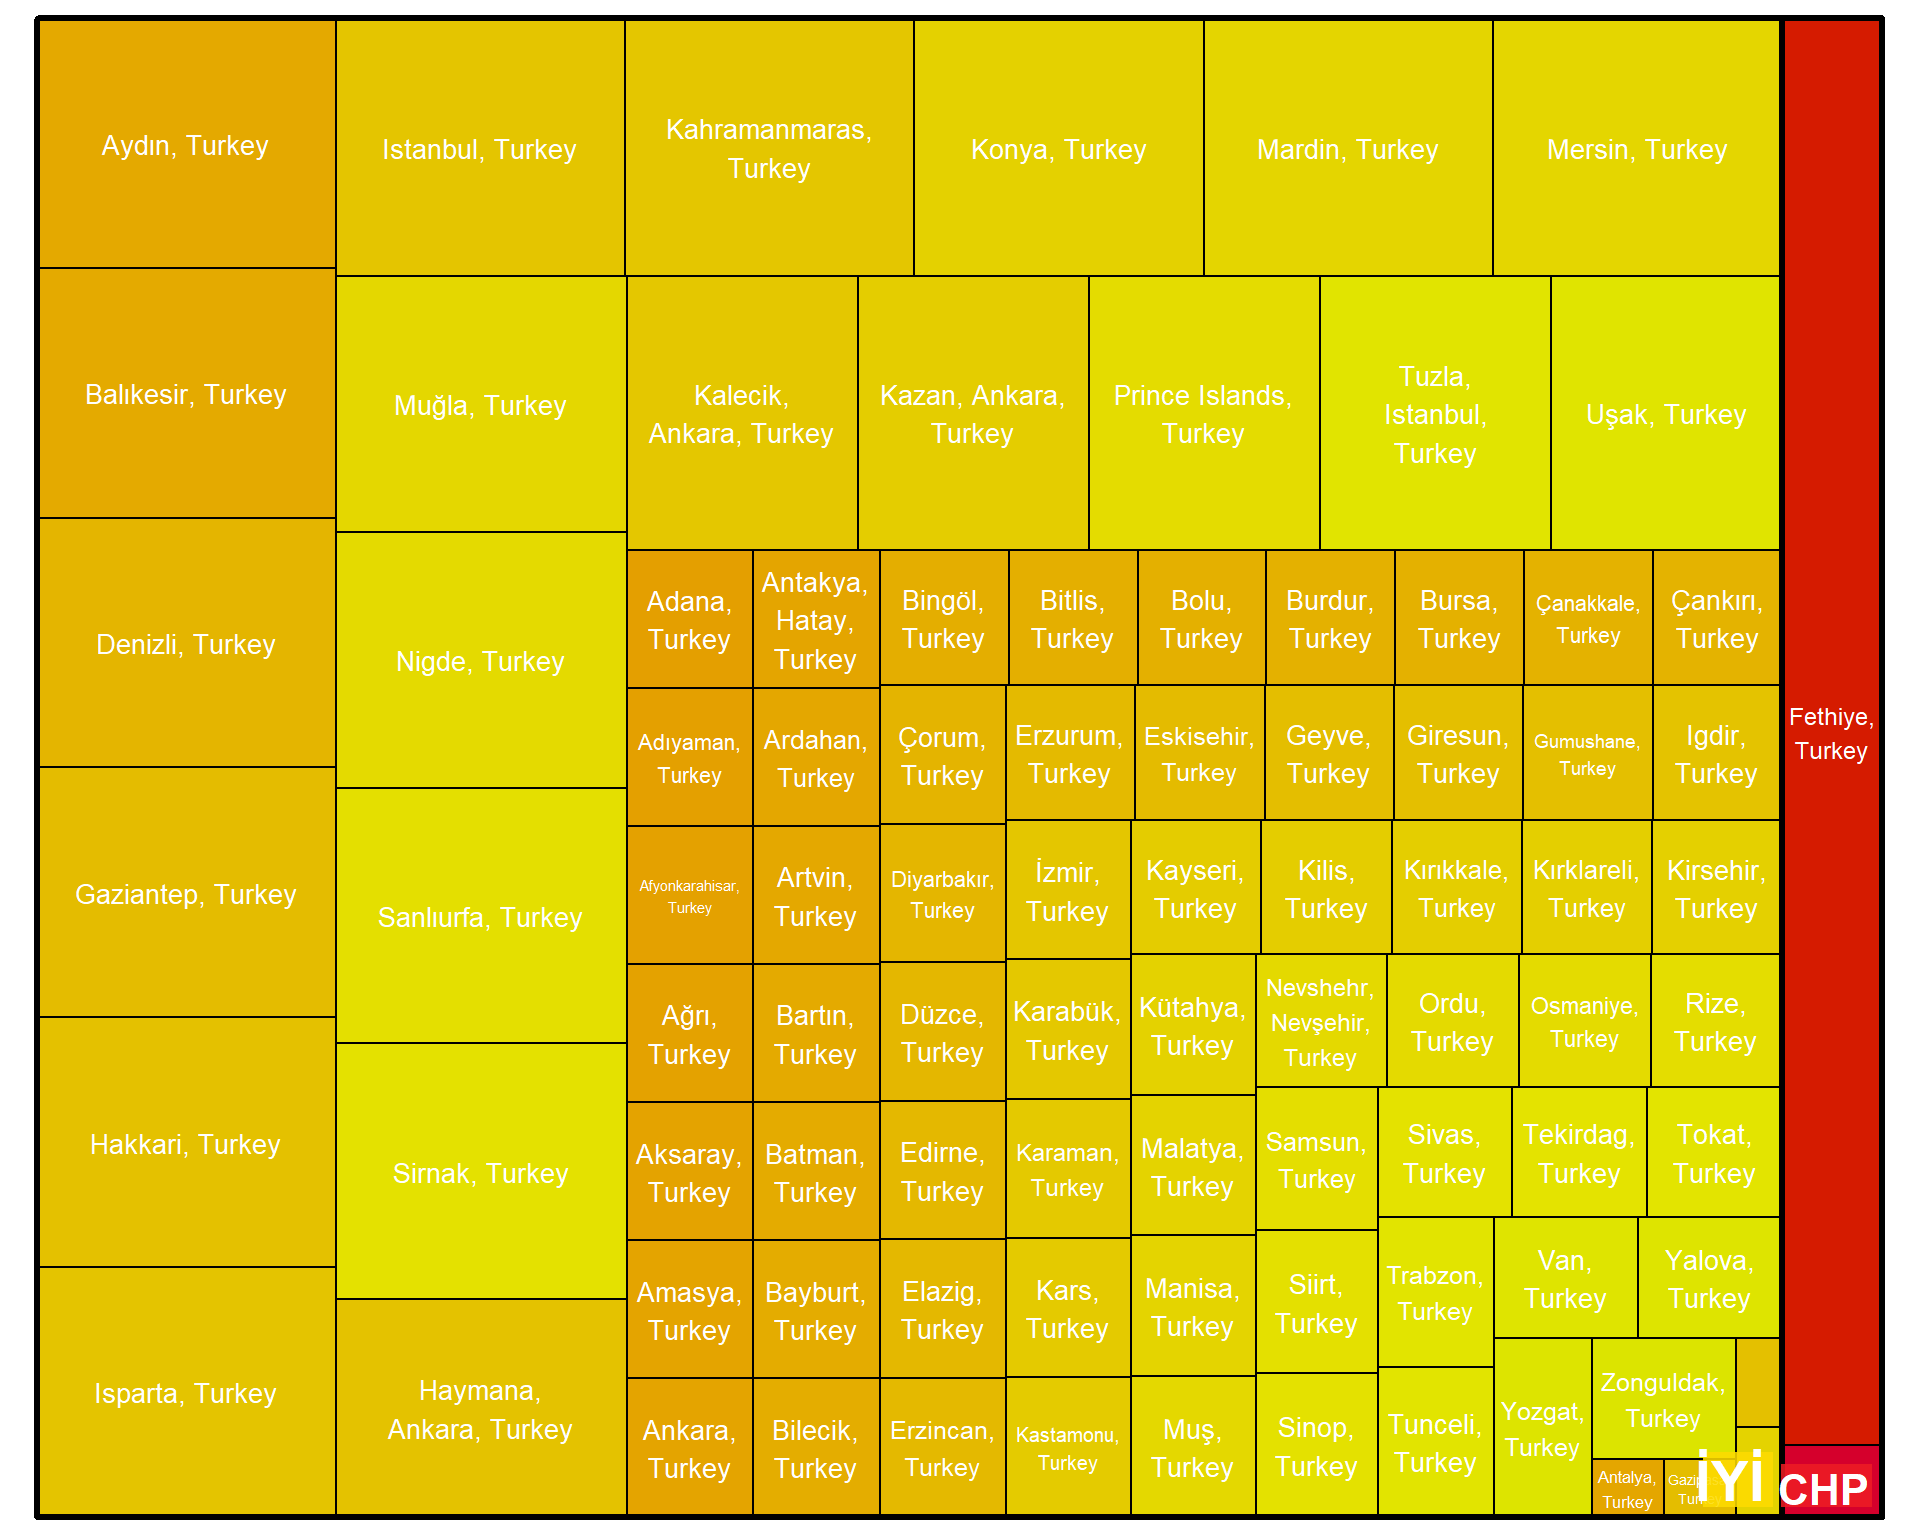 Aydın, Turkey
Istanbul, Turkey
Kahramanmaras,
Turkey
Konya, Turkey
Mardin, Turkey
Mersin, Turkey
Balıkesir, Turkey
Muğla, Turkey
Kalecik,
Ankara, Turkey
Kazan, Ankara,
Turkey
Prince Islands,
Turkey
Tuzla,
Istanbul,
Turkey
Uşak, Turkey
Denizli, Turkey
Nigde, Turkey
Gaziantep, Turkey
Sanlıurfa, Turkey
Hakkari, Turkey
Sirnak, Turkey
Isparta, Turkey
Haymana,
Ankara, Turkey
Adana,
Turkey
Antakya,
Hatay,
Turkey
Bingöl,
Turkey
Bitlis,
Turkey
Bolu,
Turkey
Burdur,
Turkey
Bursa,
Turkey
Çanakkale,
Turkey
Çankırı,
Turkey
Adıyaman,
Turkey
Ardahan,
Turkey
Çorum,
Turkey
Erzurum,
Turkey
Eskisehir,
Turkey
Geyve,
Turkey
Giresun,
Turkey
Gumushane,
Turkey
Igdir,
Turkey
Afyonkarahisar,
Turkey
Artvin,
Turkey
Diyarbakır,
Turkey
İzmir,
Turkey
Kayseri,
Turkey
Kilis,
Turkey
Kırıkkale,
Turkey
Kırklareli,
Turkey
Kirsehir,
Turkey
Ağrı,
Turkey
Bartın,
Turkey
Düzce,
Turkey
Karabük,
Turkey
Kütahya,
Turkey
Nevshehr,
Nevşehir,
Turkey
Ordu,
Turkey
Osmaniye,
Turkey
Rize,
Turkey
Aksaray,
Turkey
Batman,
Turkey
Edirne,
Turkey
Karaman,
Turkey
Malatya,
Turkey
Samsun,
Turkey
Sivas,
Turkey
Tekirdag,
Turkey
Tokat,
Turkey
Amasya,
Turkey
Bayburt,
Turkey
Elazig,
Turkey
Kars,
Turkey
Manisa,
Turkey
Siirt,
Turkey
Trabzon,
Turkey
Van,
Turkey
Yalova,
Turkey
Ankara,
Turkey
Bilecik,
Turkey
Erzincan,
Turkey
Kastamonu,
Turkey
Muş,
Turkey
Sinop,
Turkey
Tunceli,
Turkey
Yozgat,
Turkey
Zonguldak,
Turkey
Antalya,
Turkey
İYİ
Fethiye,
Turkey
CHP